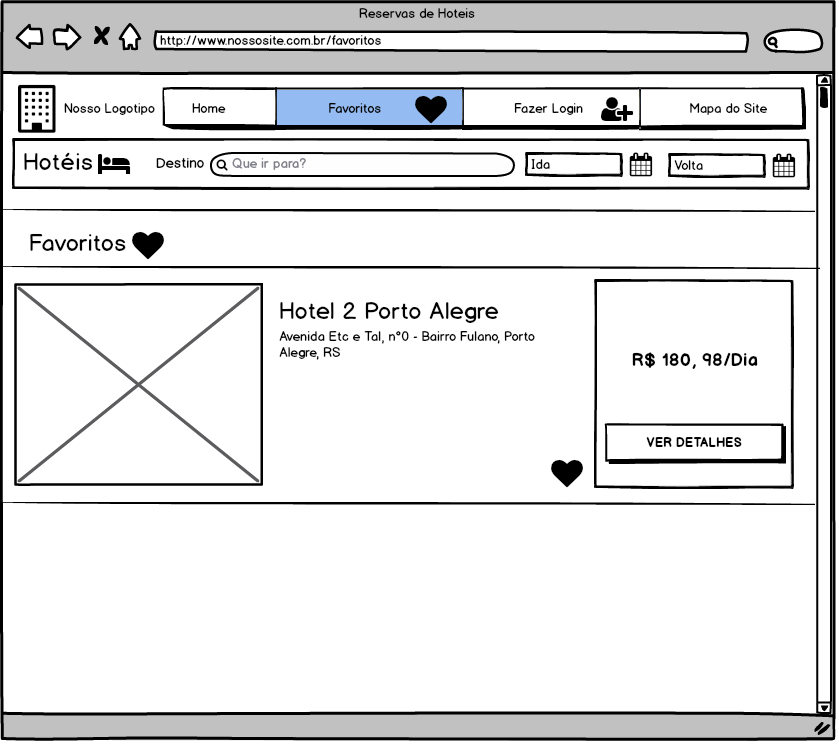 Reservas de Hoteis
http://www.nossosite.com.br/favoritos
Nosso Logotipo
Home
Favoritos
Fazer Login
Mapa do Site
Hotéis
Destino
Que ir para?
Ida
Volta
Favoritos
Hotel 2 Porto Alegre
Avenida Etc e Tal, n°0 - Bairro Fulano, Porto
Alegre, RS
R$ 180, 98/Dia
VER DETALHES